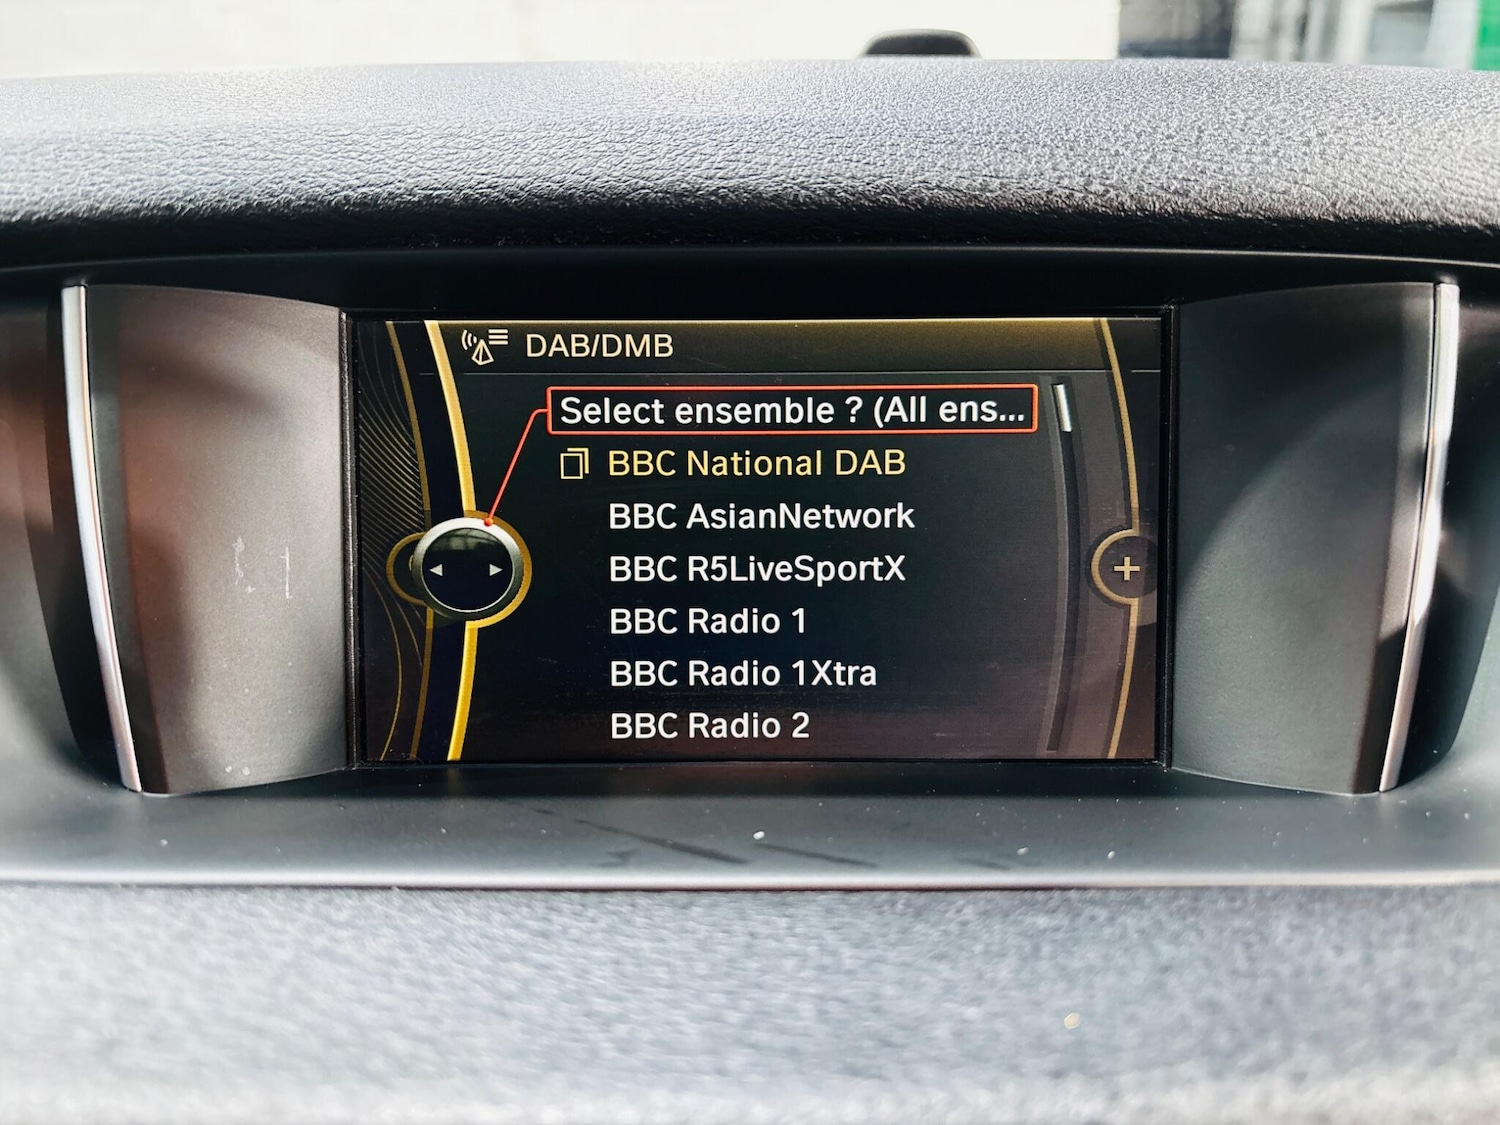 DAB/DMB
Select ensemble ? (All ens...
BBC National DAB
BBC AsianNetwork
BBC R5LiveSportX
BBC Radio 1
BBC Radio 1Xtra
BBC Radio 2